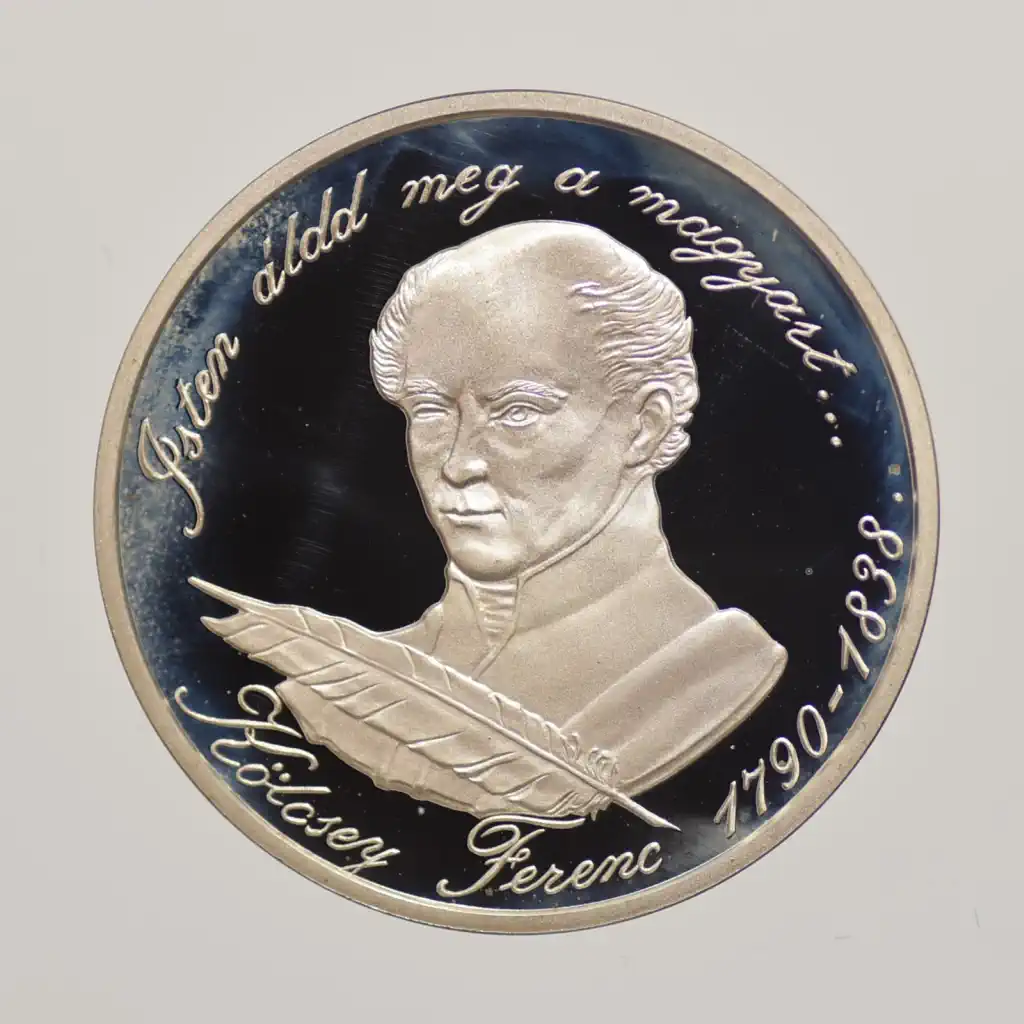 Isten áldd meg a magyart...
Kölcsey Ferenc 1790-1838.